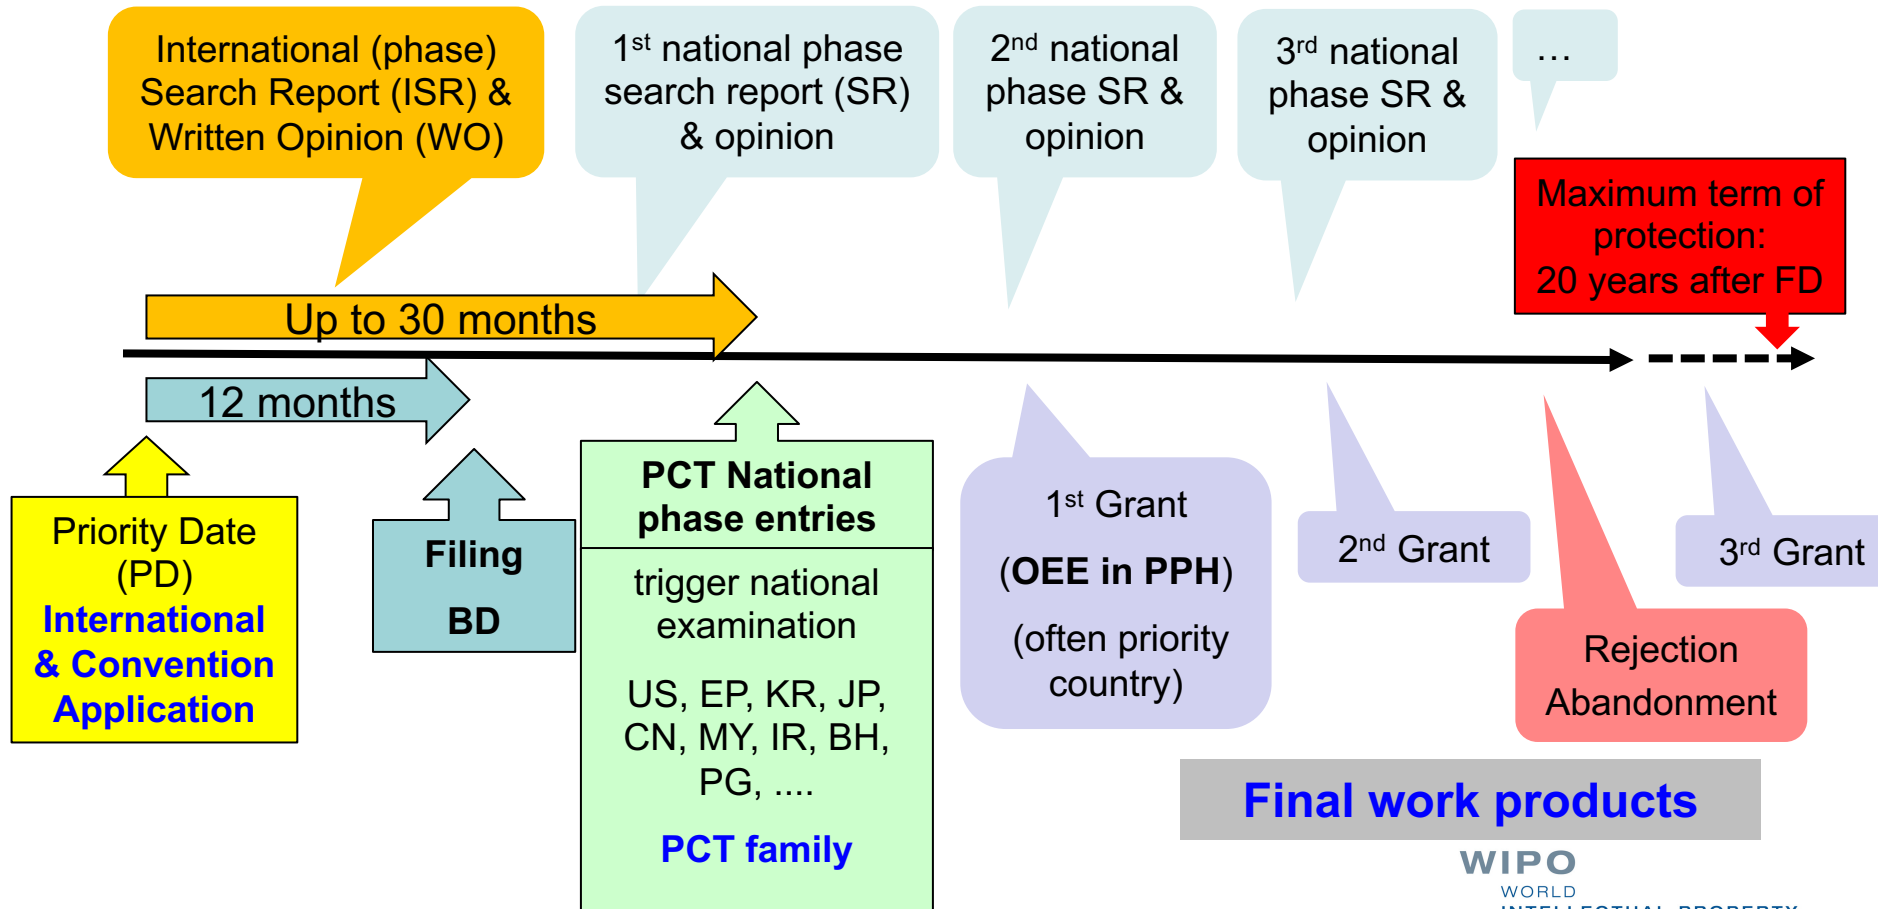 International (phase)
Search Report (ISR) &
Written Opinion (WO)
1st national phase
search report (SR)
& opinion
2nd national
phase SR &
opinion
3rd national
phase SR &
opinion
…
Maximum term of
protection:
20 years after FD
Up to 30 months
12 months
Priority Date
(PD)
International
& Convention
Application
Filing
BD
PCT National
phase entries
trigger national
examination
US, EP, KR, JP,
CN, MY, IR, BH,
PG, ....
PCT family
1st Grant
(OEE in PPH)
(often priority
country)
2nd Grant
3rd Grant
Rejection
Abandonment
Final work products
WIPO
WORLD
INTELLECTUAL PROPERTY